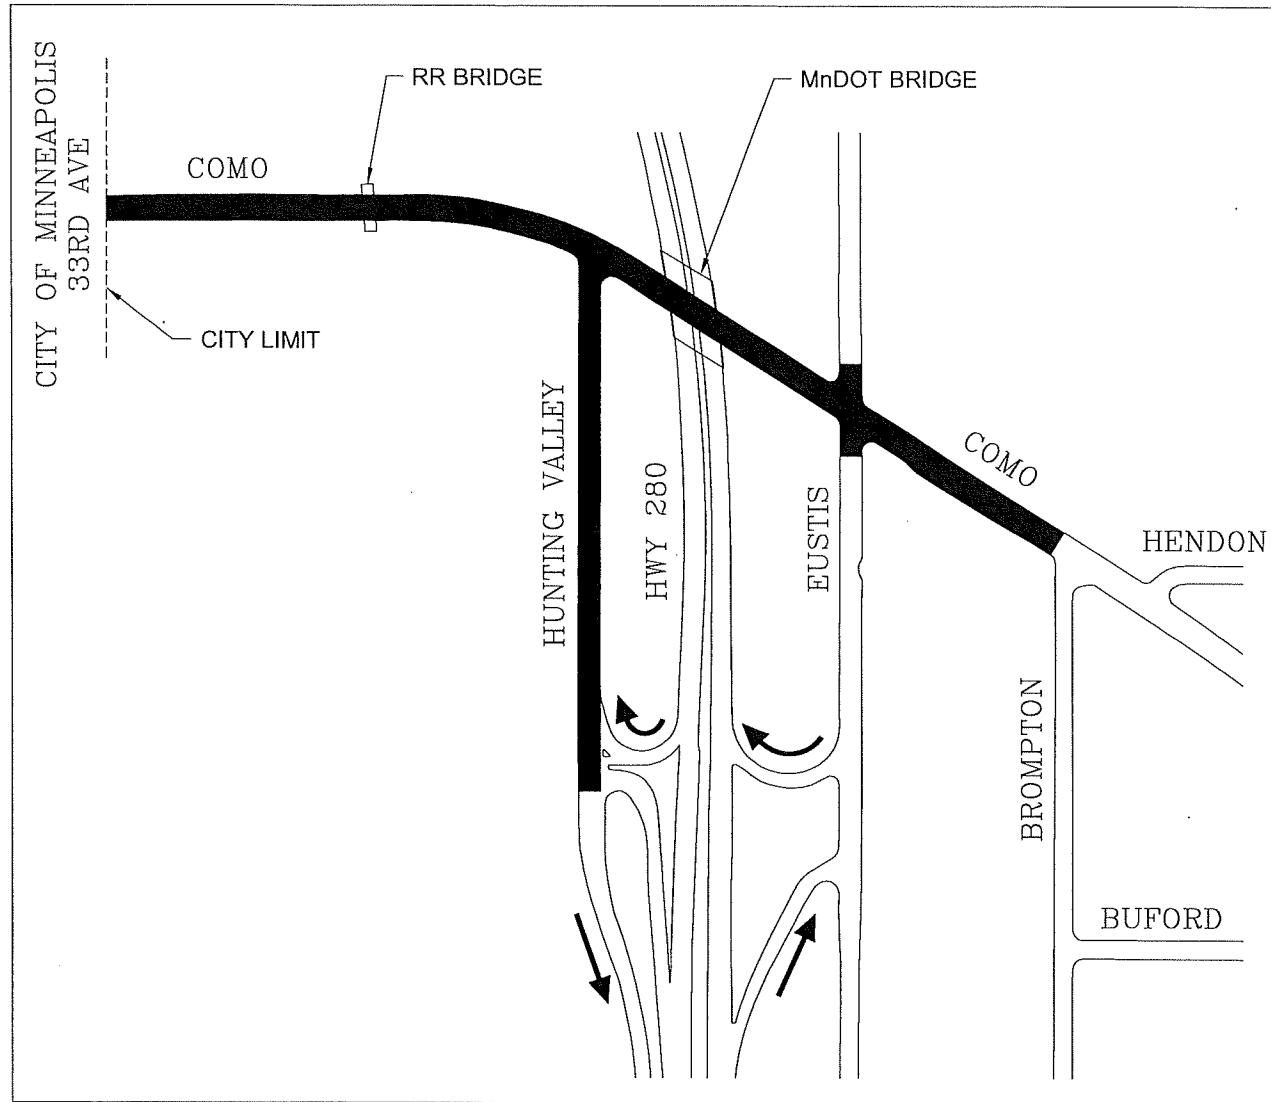 CITY OF MINNEAPOLIS
33RD AVE
RR BRIDGE
MnDOT BRIDGE
COMO
CITY LIMIT
HUNTING VALLEY
HWY 280
EUSTIS
COMO
HENDON
BROMPTON
BUFORD